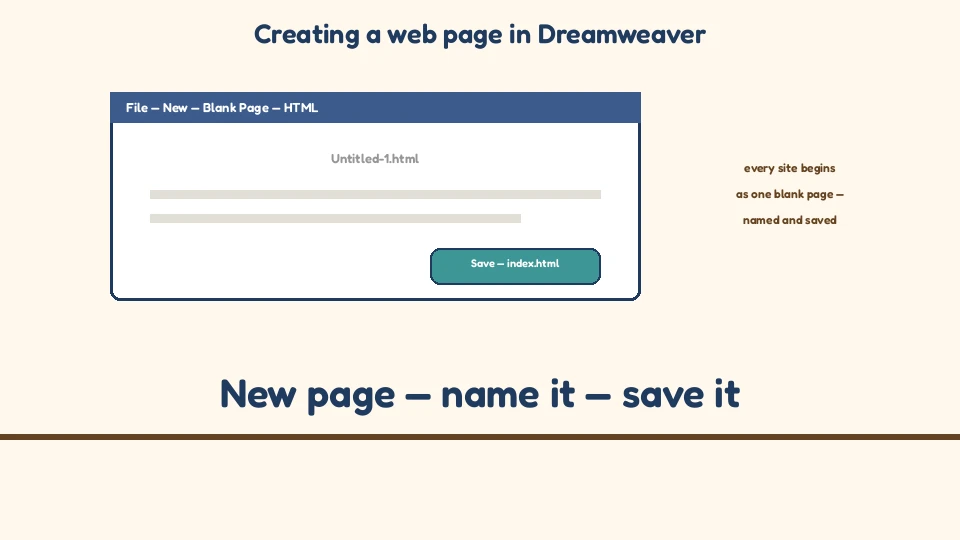 Creating a web page in Dreamweaver
File – New – Blank Page – HTML
Untitled-1.html
every site begins
as one blank page –
named and saved
Save – index.html
New page – name it – save it